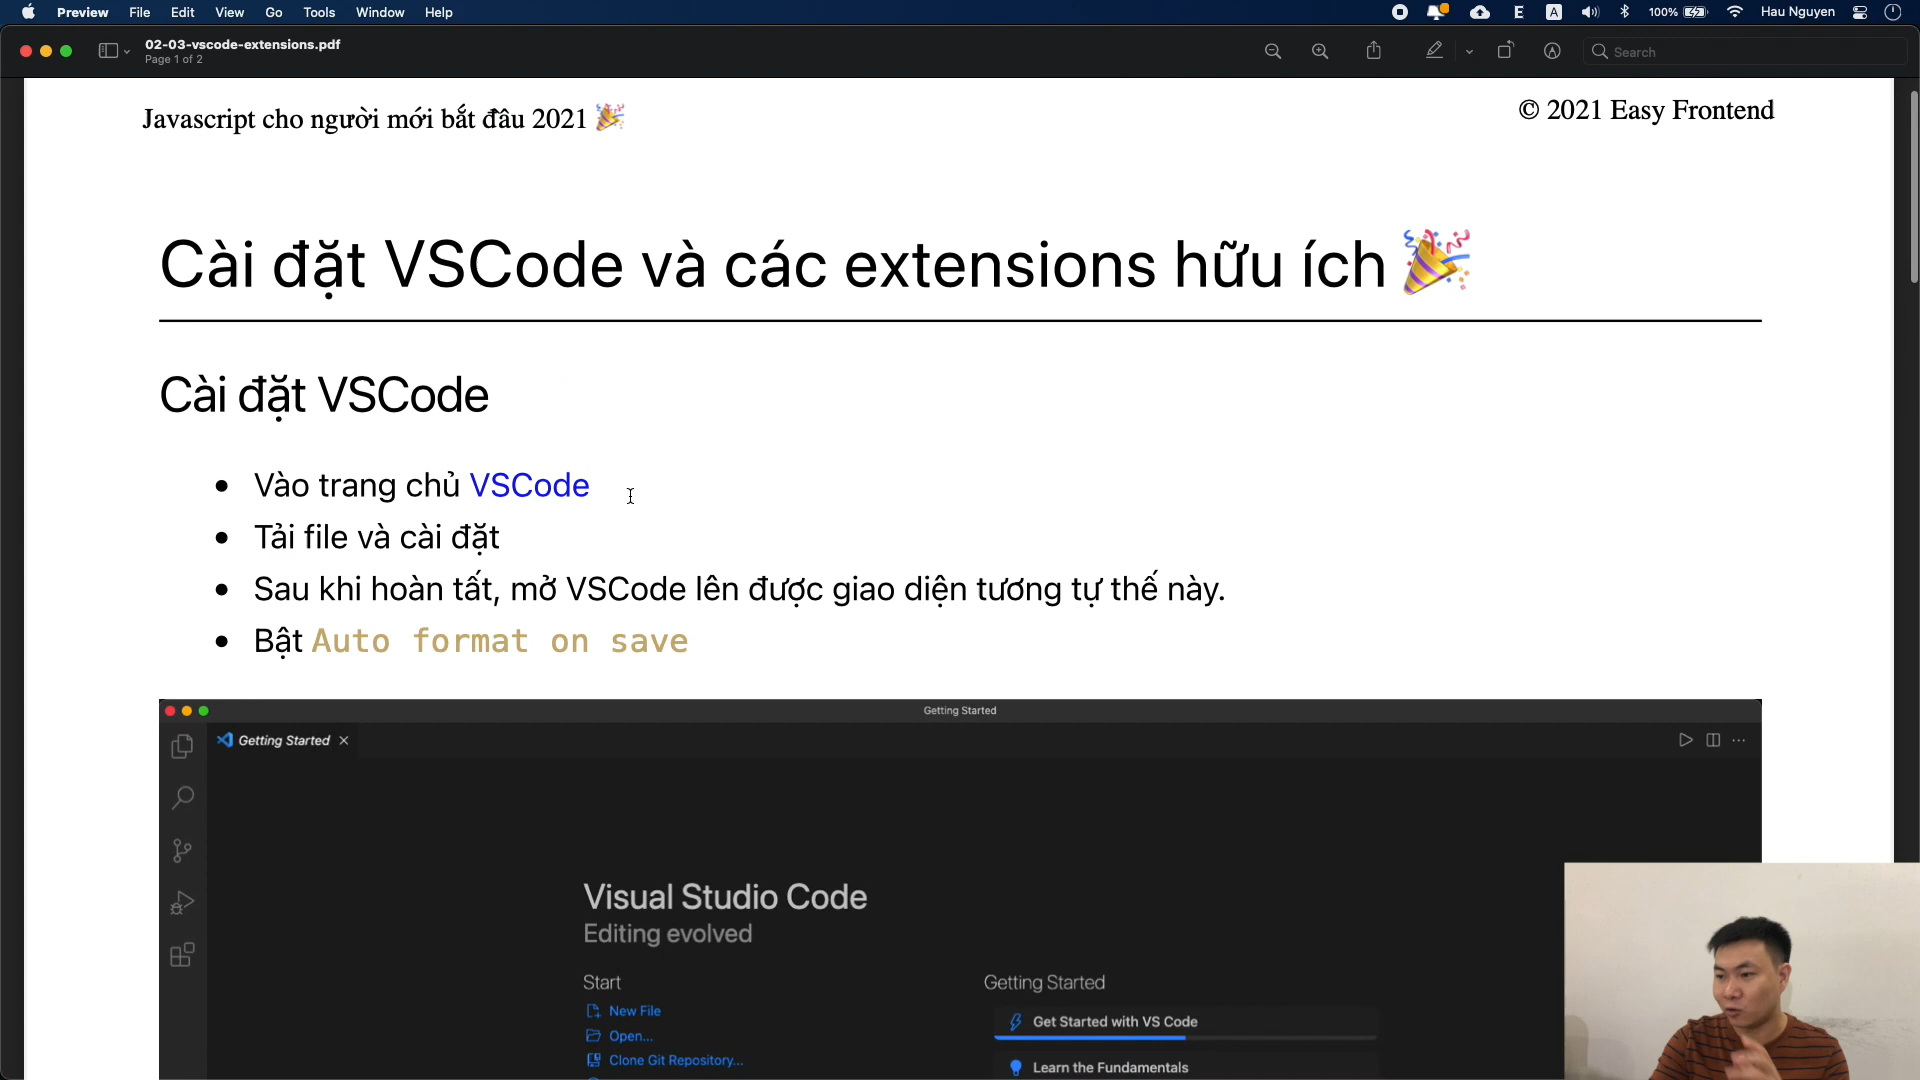 Preview File Edit View Go Tools Window Help E A 100% Hau Nguyen
02-03-vscode-extensions.pdf
Page 1 of 2
Search
Javascript cho người mới bắt đầu 2021 🎉 © 2021 Easy Frontend
Cài đặt VSCode và các extensions hữu ích 🎉
Cài đặt VSCode
• Vào trang chủ VSCode
• Tải file và cài đặt
• Sau khi hoàn tất, mở VSCode lên được giao diện tương tự thế này.
• Bật Auto format on save
Getting Started
Getting Started
Visual Studio Code
Editing evolved
Start
New File
Open...
Clone Git Repository...
Getting Started
Get Started with VS Code
Learn the Fundamentals